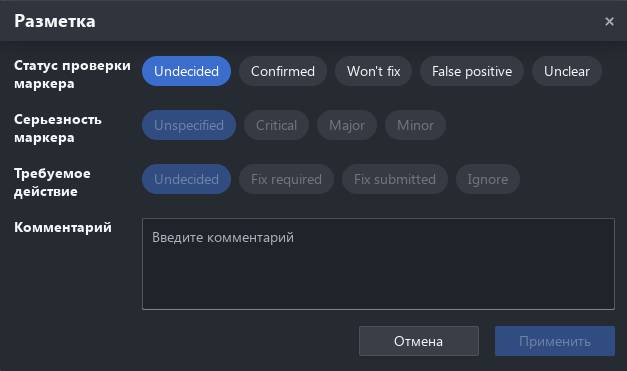 Разметка ×
Статус проверки маркера
Undecided Confirmed Won't fix False positive Unclear
Серьезность маркера
Unspecified Critical Major Minor
Требуемое действие
Undecided Fix required Fix submitted Ignore
Комментарий
Введите комментарий
Отмена Применить